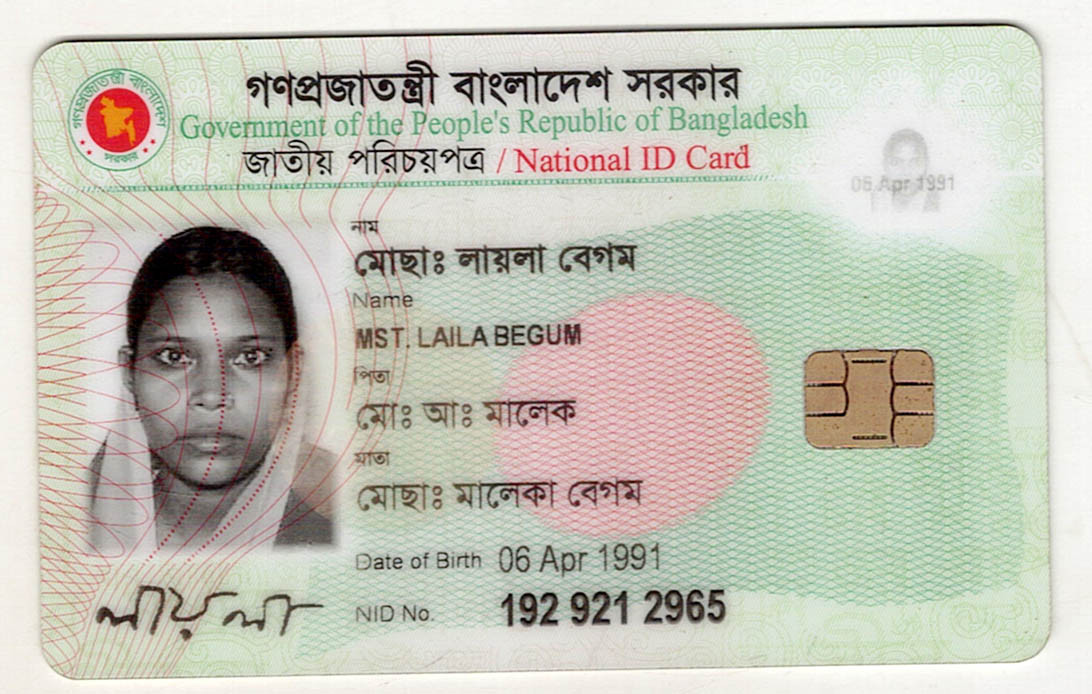 গণপ্রজাতন্ত্রী বাংলাদেশ সরকার
Government of the People's Republic of Bangladesh
জাতীয় পরিচয়পত্র / National ID Card
গণপ্রজাতন্ত্রী বাংলাদেশ
সরকার
06 Apr 1991
নাম
মোছাঃ লায়লা বেগম
Name
MST. LAILA BEGUM
পিতা
মোঃ আঃ মালেক
মাতা
মোছাঃ মালেকা বেগম
Date of Birth 06 Apr 1991
NID No. 192 921 2965
লায়লা